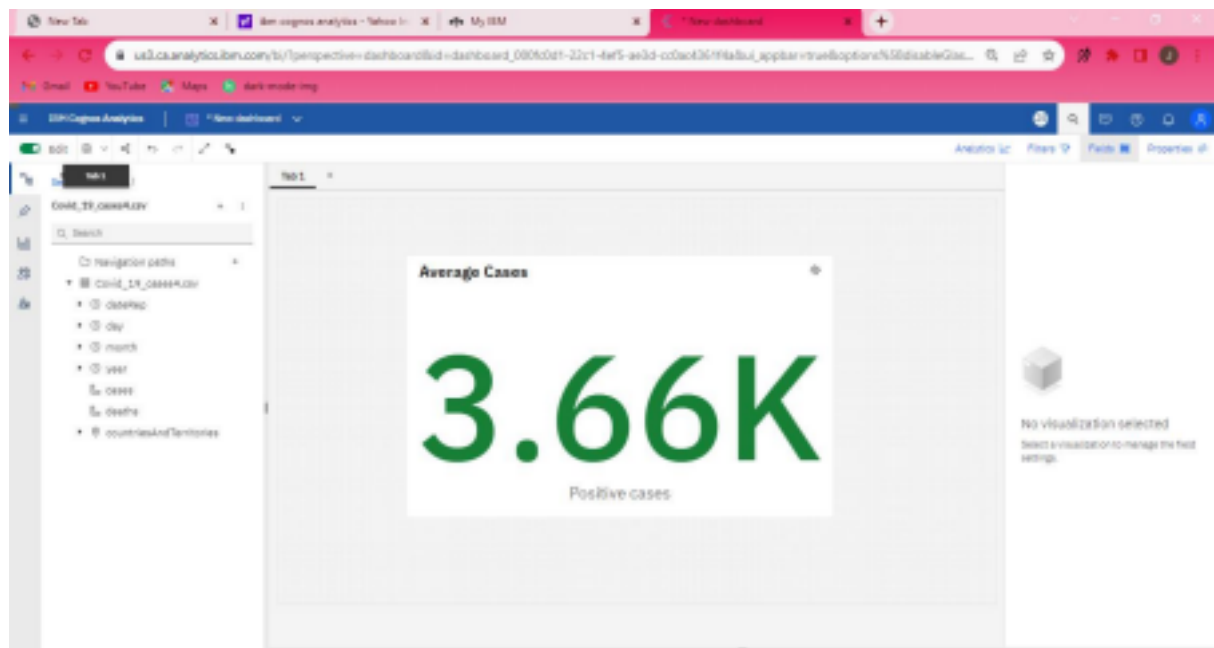 New Tab
ibm cognos analytics - Yahoo In
My IBM
* New dashboard
Gmail
YouTube
Maps
dark-mode-img
IBM Cognos Analytics
* New dashboard
Edit
Analytics
Filters
Fields
Properties
Tab 1
Tab 1
Covid_19_cases4.csv
Search
Navigation paths
Covid_19_cases4.csv
dateRep
day
month
year
cases
deaths
countriesAndTerritories
Average Cases
3.66K
Positive cases
No visualization selected
Select a visualization to manage the field
settings.